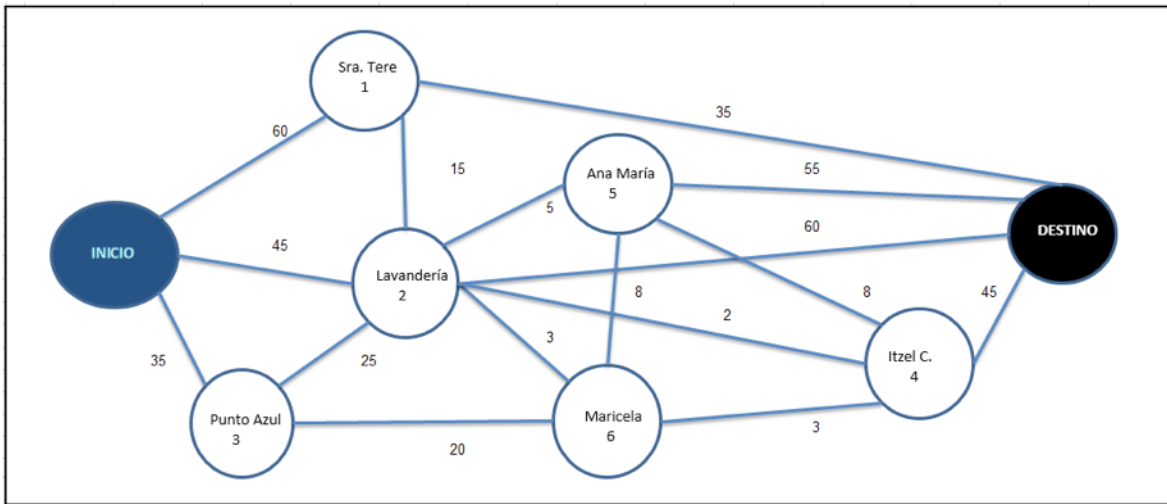 Sra. Tere
1
35
60
15
Ana María
5
55
5
60
DESTINO
INICIO
45
Lavandería
2
8
2
8
45
3
Itzel C.
4
35
25
Punto Azul
3
Maricela
6
3
20